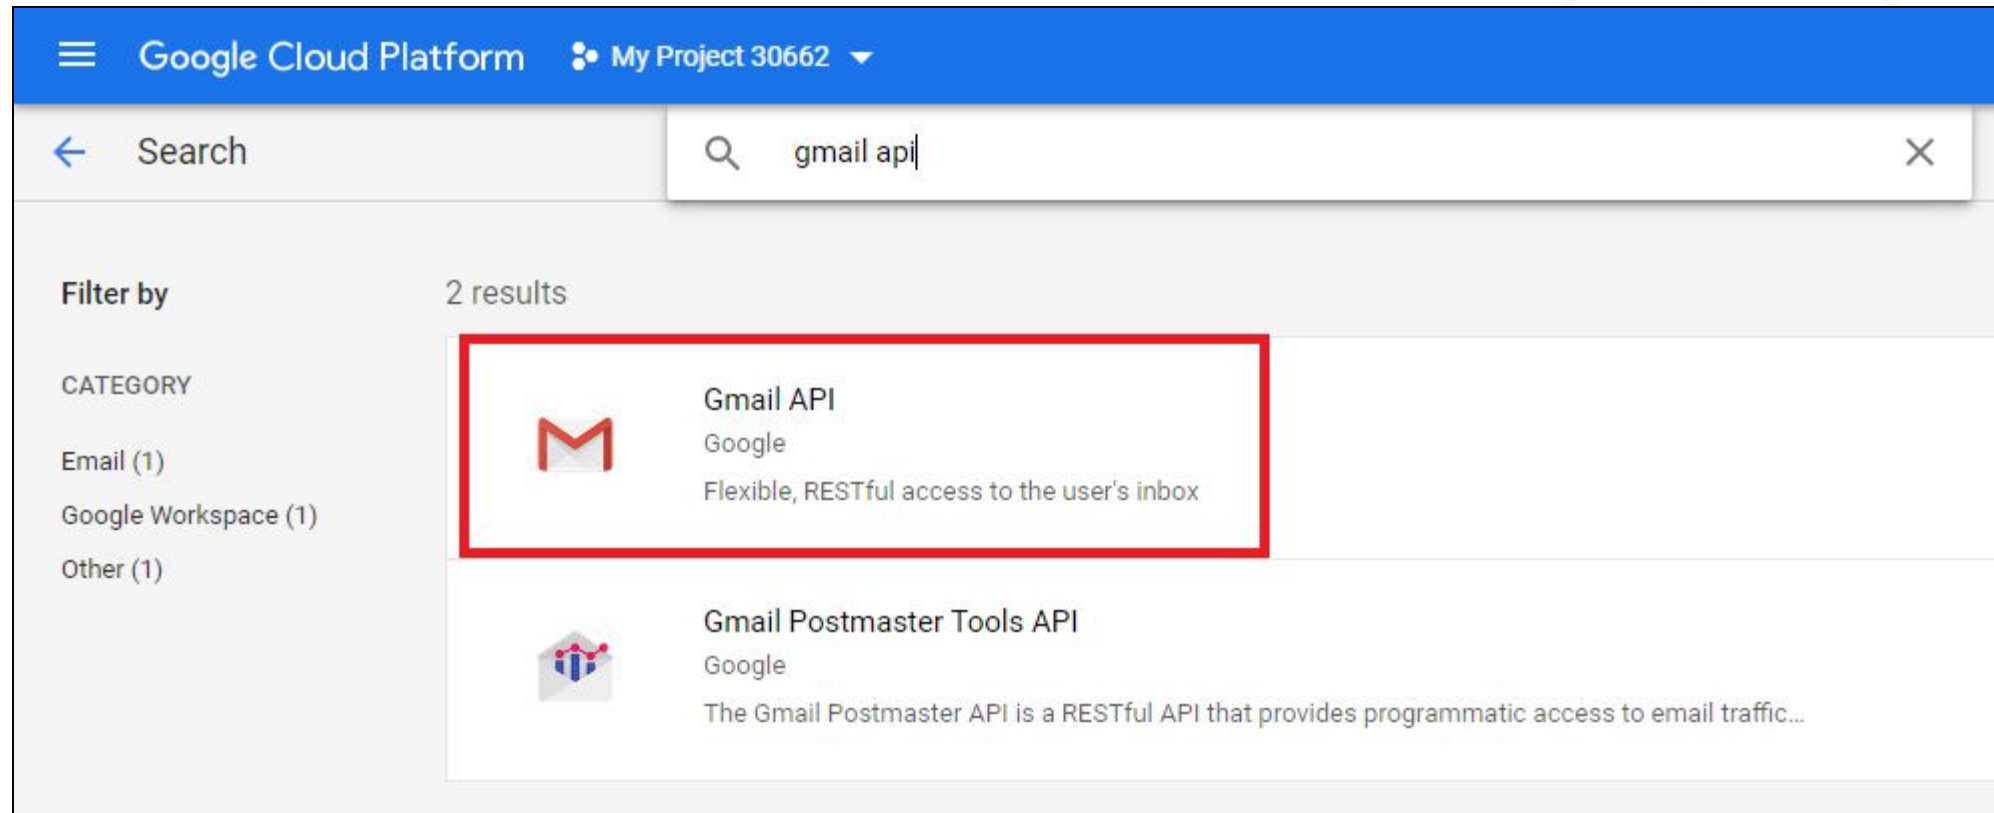 Google Cloud Platform My Project 30662
Search
gmail api
Filter by
2 results
CATEGORY
Email (1)
Google Workspace (1)
Other (1)
Gmail API
Google
Flexible, RESTful access to the user's inbox
Gmail Postmaster Tools API
Google
The Gmail Postmaster API is a RESTful API that provides programmatic access to email traffic...